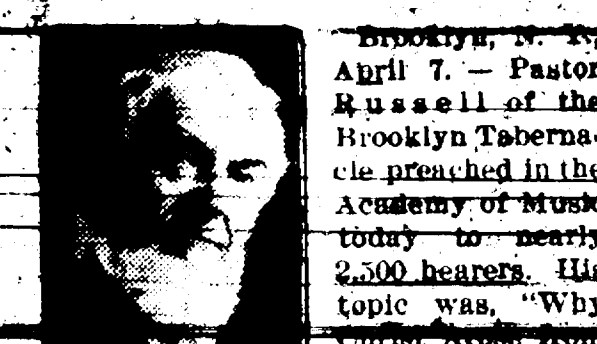 Brooklyn, N. Y.,
April 7. — Pastor
Russell of the
Brooklyn Taberna-
cle preached in the
Academy of Music
today to nearly
2,500 hearers. His
topic was, "Why